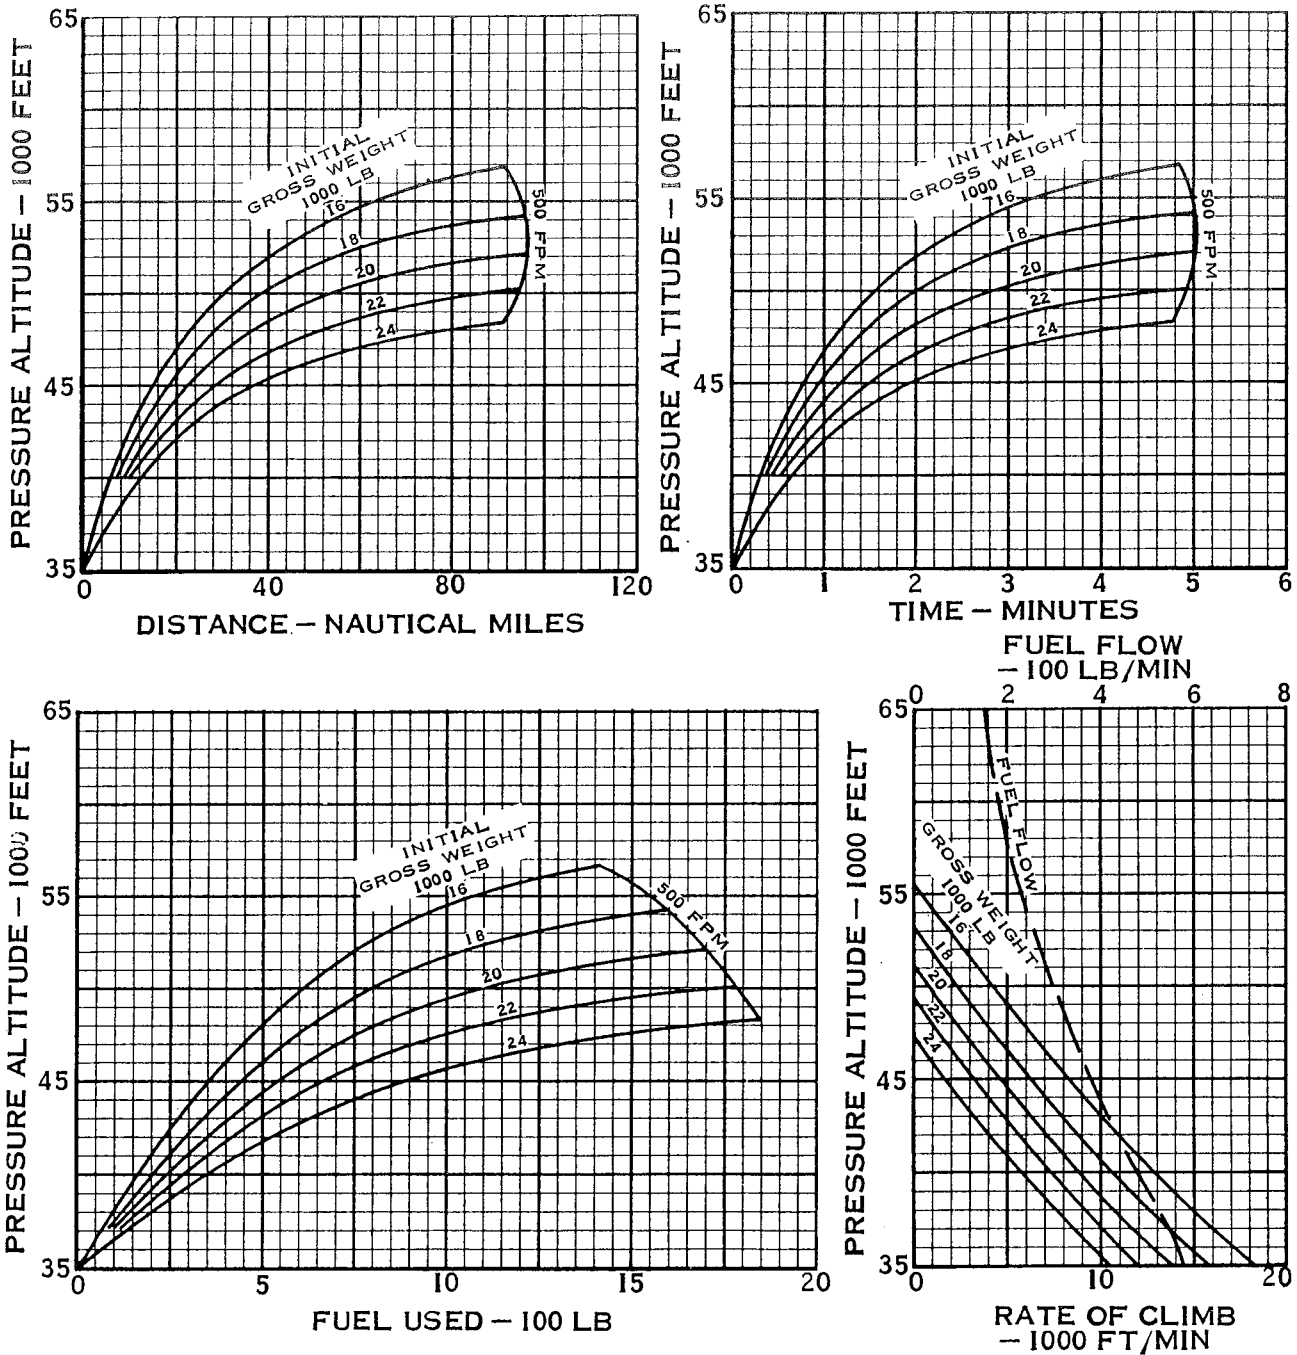 PRESSURE ALTITUDE – 1000 FEET
65
55
45
35
INITIAL
GROSS WEIGHT
1000 LB
16
18
20
22
24
500 FPM
0 40 80 120
DISTANCE – NAUTICAL MILES
PRESSURE ALTITUDE – 1000 FEET
65
55
45
35
INITIAL
GROSS WEIGHT
1000 LB
16
18
20
22
24
500 FPM
0 1 2 3 4 5 6
TIME – MINUTES
PRESSURE ALTITUDE – 1000 FEET
65
55
45
35
INITIAL
GROSS WEIGHT
1000 LB
16
18
20
22
24
500 FPM
0 5 10 15 20
FUEL USED – 100 LB
FUEL FLOW
– 100 LB/MIN
0 2 4 6 8
PRESSURE ALTITUDE – 1000 FEET
65
55
45
35
FUEL FLOW
GROSS WEIGHT
1000 LB
16
18
20
22
24
0 10 20
RATE OF CLIMB
– 1000 FT/MIN